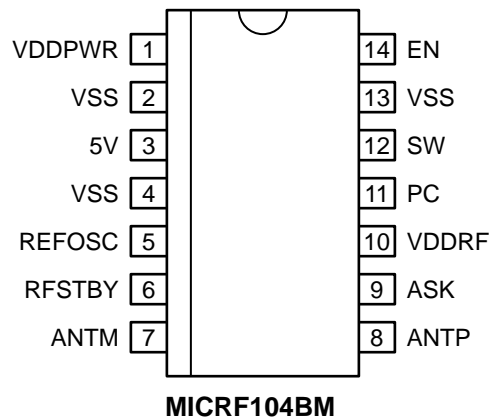 VDDPWR 1 14 EN
VSS 2 13 VSS
5V 3 12 SW
VSS 4 11 PC
REFOSC 5 10 VDDRF
RFSTBY 6 9 ASK
ANTM 7 8 ANTP
MICRF104BM